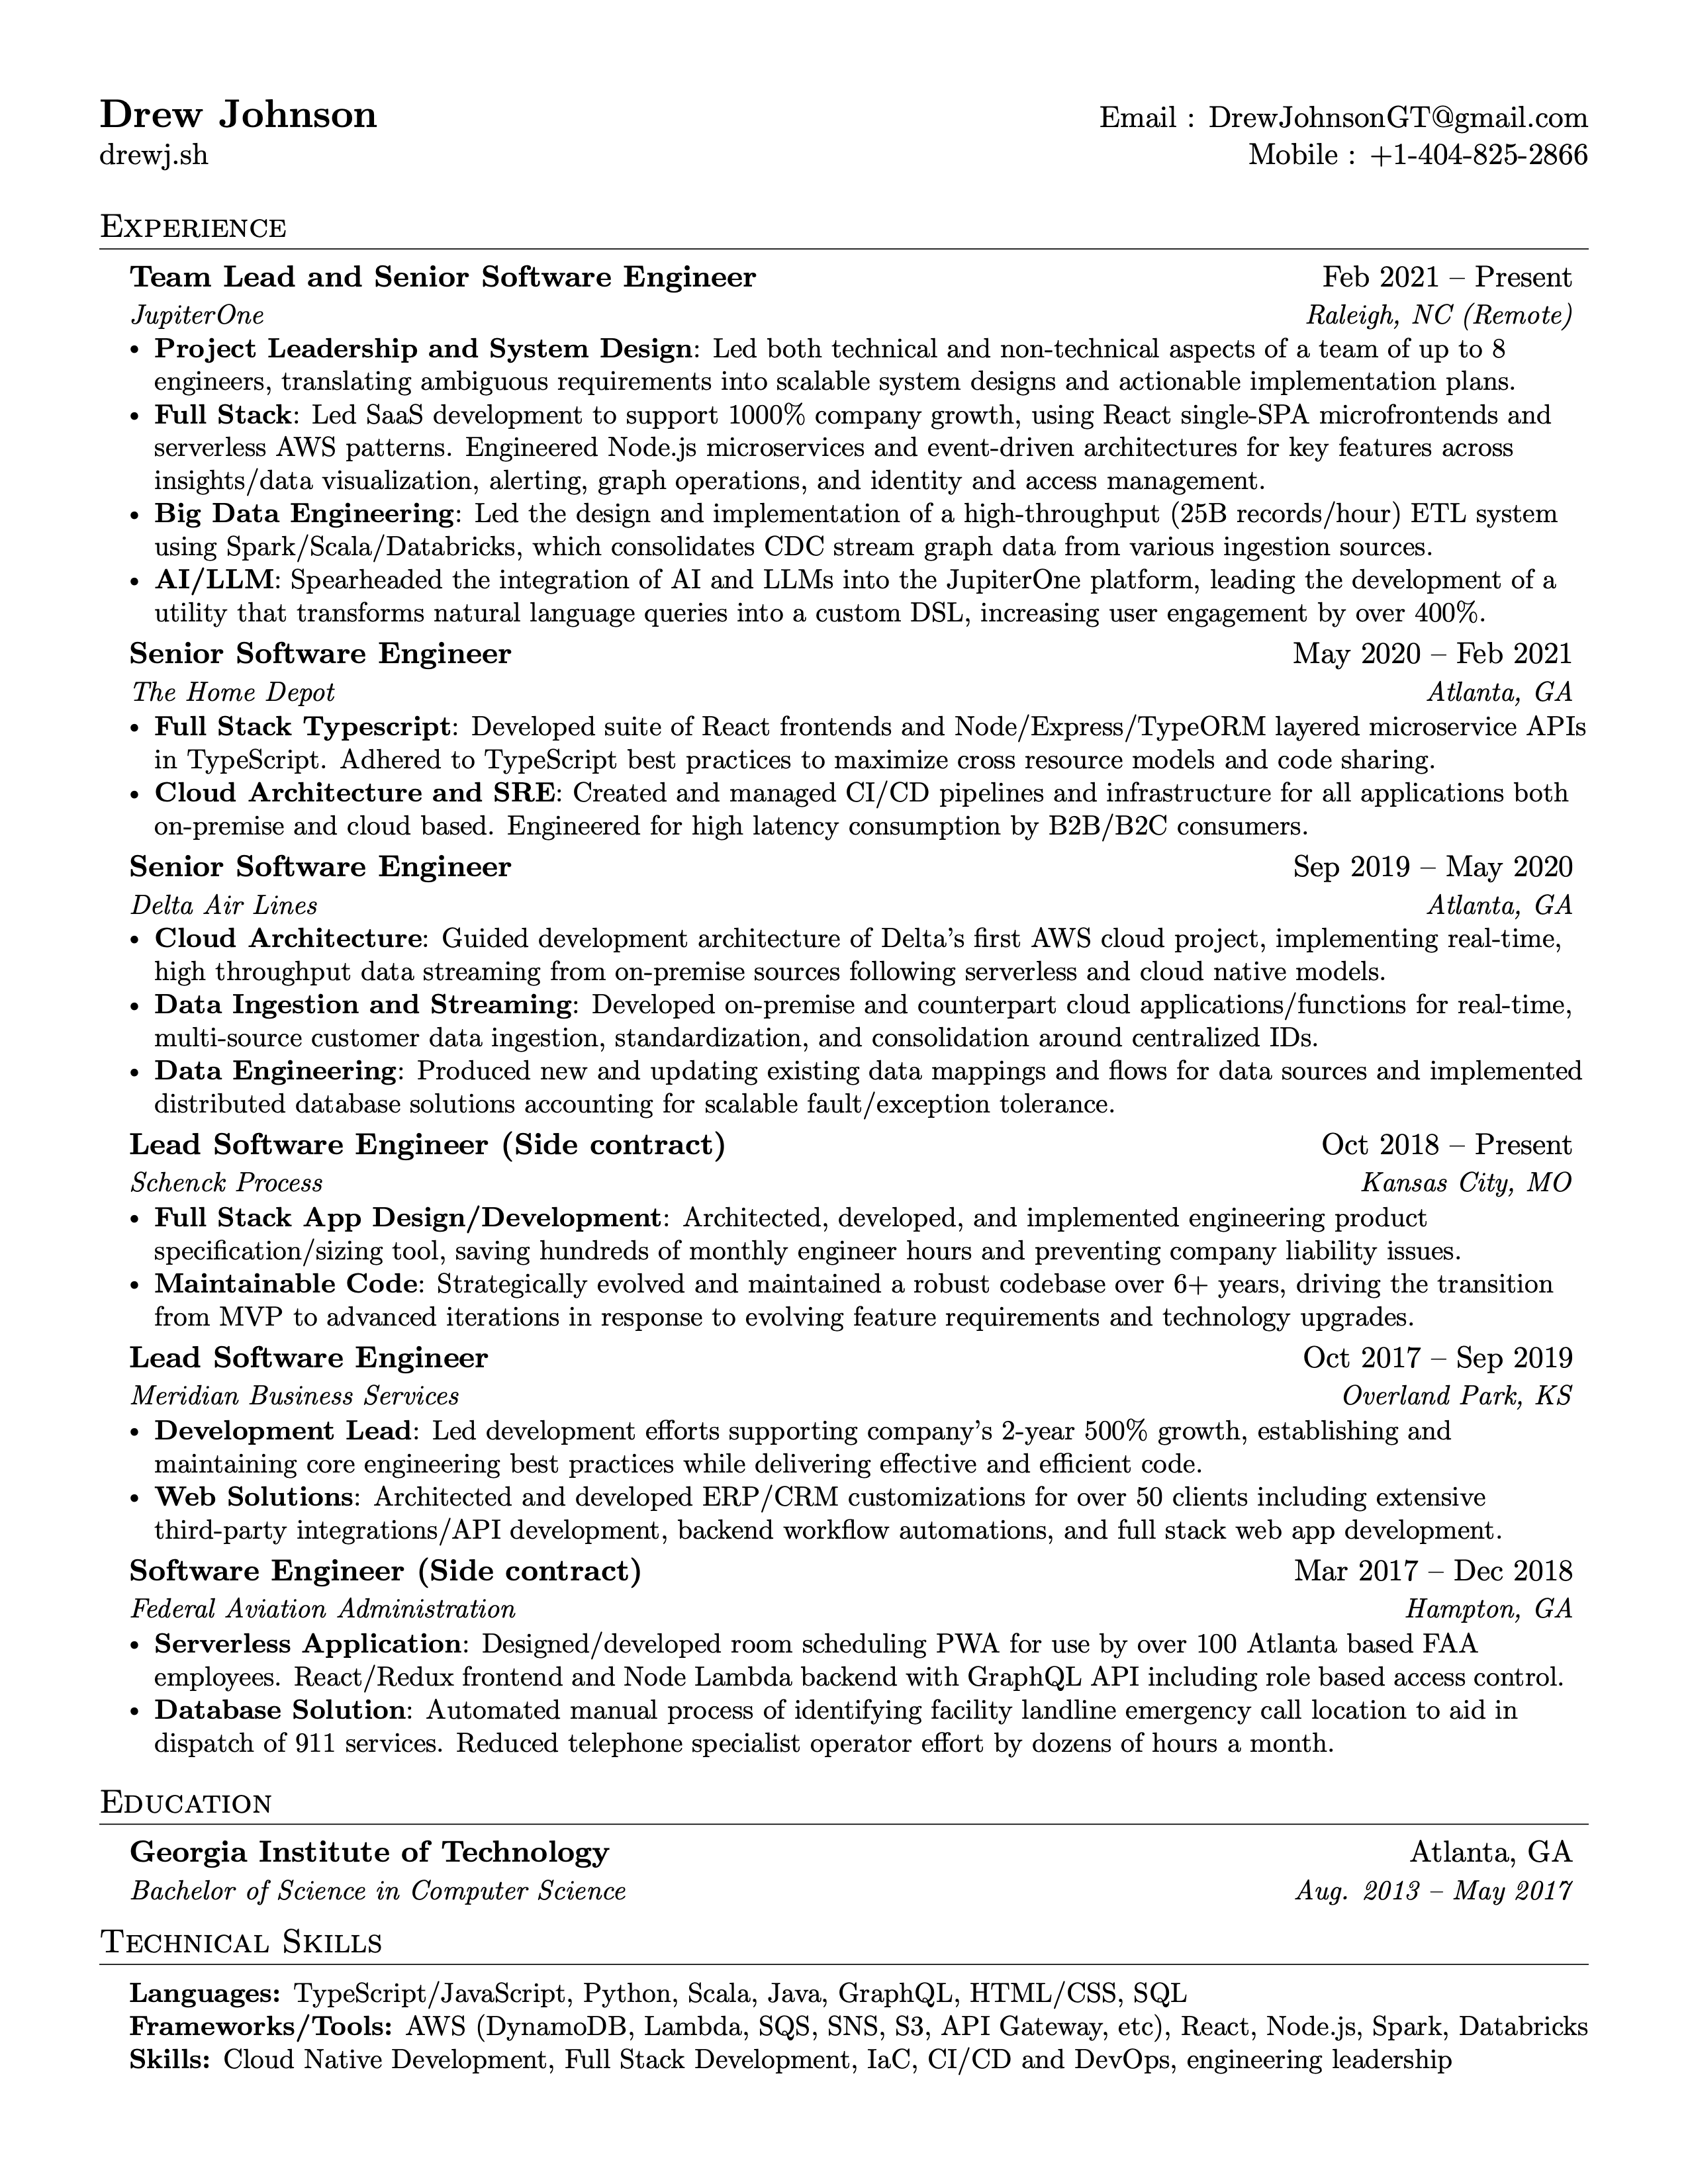 Drew Johnson
Email : DrewJohnsonGT@gmail.com
drewj.sh
Mobile : +1-404-825-2866
Experience
Team Lead and Senior Software Engineer
Feb 2021 – Present
JupiterOne
Raleigh, NC (Remote)
• Project Leadership and System Design: Led both technical and non-technical aspects of a team of up to 8
engineers, translating ambiguous requirements into scalable system designs and actionable implementation plans.
• Full Stack: Led SaaS development to support 1000% company growth, using React single-SPA microfrontends and
serverless AWS patterns. Engineered Node.js microservices and event-driven architectures for key features across
insights/data visualization, alerting, graph operations, and identity and access management.
• Big Data Engineering: Led the design and implementation of a high-throughput (25B records/hour) ETL system
using Spark/Scala/Databricks, which consolidates CDC stream graph data from various ingestion sources.
• AI/LLM: Spearheaded the integration of AI and LLMs into the JupiterOne platform, leading the development of a
utility that transforms natural language queries into a custom DSL, increasing user engagement by over 400%.
Senior Software Engineer
May 2020 – Feb 2021
The Home Depot
Atlanta, GA
• Full Stack Typescript: Developed suite of React frontends and Node/Express/TypeORM layered microservice APIs
in TypeScript. Adhered to TypeScript best practices to maximize cross resource models and code sharing.
• Cloud Architecture and SRE: Created and managed CI/CD pipelines and infrastructure for all applications both
on-premise and cloud based. Engineered for high latency consumption by B2B/B2C consumers.
Senior Software Engineer
Sep 2019 – May 2020
Delta Air Lines
Atlanta, GA
• Cloud Architecture: Guided development architecture of Delta's first AWS cloud project, implementing real-time,
high throughput data streaming from on-premise sources following serverless and cloud native models.
• Data Ingestion and Streaming: Developed on-premise and counterpart cloud applications/functions for real-time,
multi-source customer data ingestion, standardization, and consolidation around centralized IDs.
• Data Engineering: Produced new and updating existing data mappings and flows for data sources and implemented
distributed database solutions accounting for scalable fault/exception tolerance.
Lead Software Engineer (Side contract)
Oct 2018 – Present
Schenck Process
Kansas City, MO
• Full Stack App Design/Development: Architected, developed, and implemented engineering product
specification/sizing tool, saving hundreds of monthly engineer hours and preventing company liability issues.
• Maintainable Code: Strategically evolved and maintained a robust codebase over 6+ years, driving the transition
from MVP to advanced iterations in response to evolving feature requirements and technology upgrades.
Lead Software Engineer
Oct 2017 – Sep 2019
Meridian Business Services
Overland Park, KS
• Development Lead: Led development efforts supporting company's 2-year 500% growth, establishing and
maintaining core engineering best practices while delivering effective and efficient code.
• Web Solutions: Architected and developed ERP/CRM customizations for over 50 clients including extensive
third-party integrations/API development, backend workflow automations, and full stack web app development.
Software Engineer (Side contract)
Mar 2017 – Dec 2018
Federal Aviation Administration
Hampton, GA
• Serverless Application: Designed/developed room scheduling PWA for use by over 100 Atlanta based FAA
employees. React/Redux frontend and Node Lambda backend with GraphQL API including role based access control.
• Database Solution: Automated manual process of identifying facility landline emergency call location to aid in
dispatch of 911 services. Reduced telephone specialist operator effort by dozens of hours a month.
Education
Georgia Institute of Technology
Atlanta, GA
Bachelor of Science in Computer Science
Aug. 2013 – May 2017
Technical Skills
Languages: TypeScript/JavaScript, Python, Scala, Java, GraphQL, HTML/CSS, SQL
Frameworks/Tools: AWS (DynamoDB, Lambda, SQS, SNS, S3, API Gateway, etc), React, Node.js, Spark, Databricks
Skills: Cloud Native Development, Full Stack Development, IaC, CI/CD and DevOps, engineering leadership